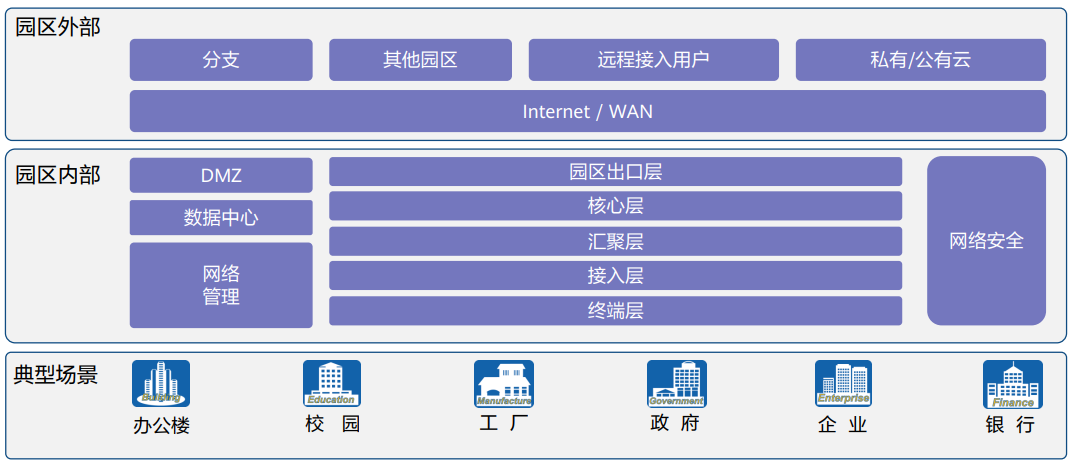 园区外部
分支
其他园区
远程接入用户
私有/公有云
Internet / WAN
园区内部
DMZ
数据中心
网络
管理
园区出口层
核心层
汇聚层
接入层
终端层
网络安全
典型场景
Building
Education
Manufacture
Government
Enterprise
Finance
办公楼
校 园
工 厂
政 府
企 业
银 行